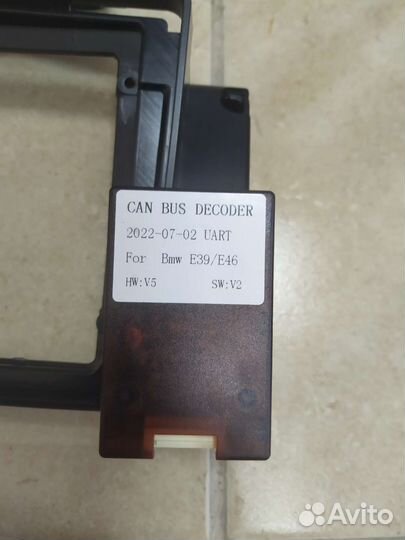 CAN BUS DECODER
2022-07-02 UART
For Bmw E39/E46
HW:V5 SW:V2
Avito